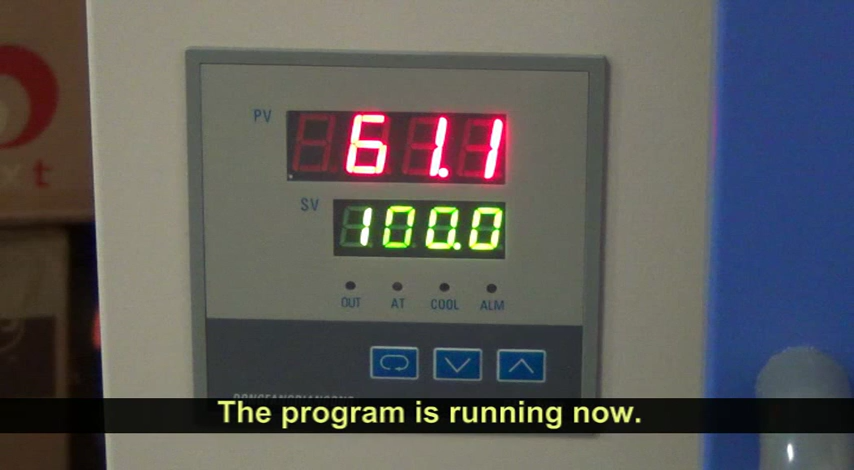 PV 61.1
SV 100.0
OUT AT COOL ALM
The program is running now.